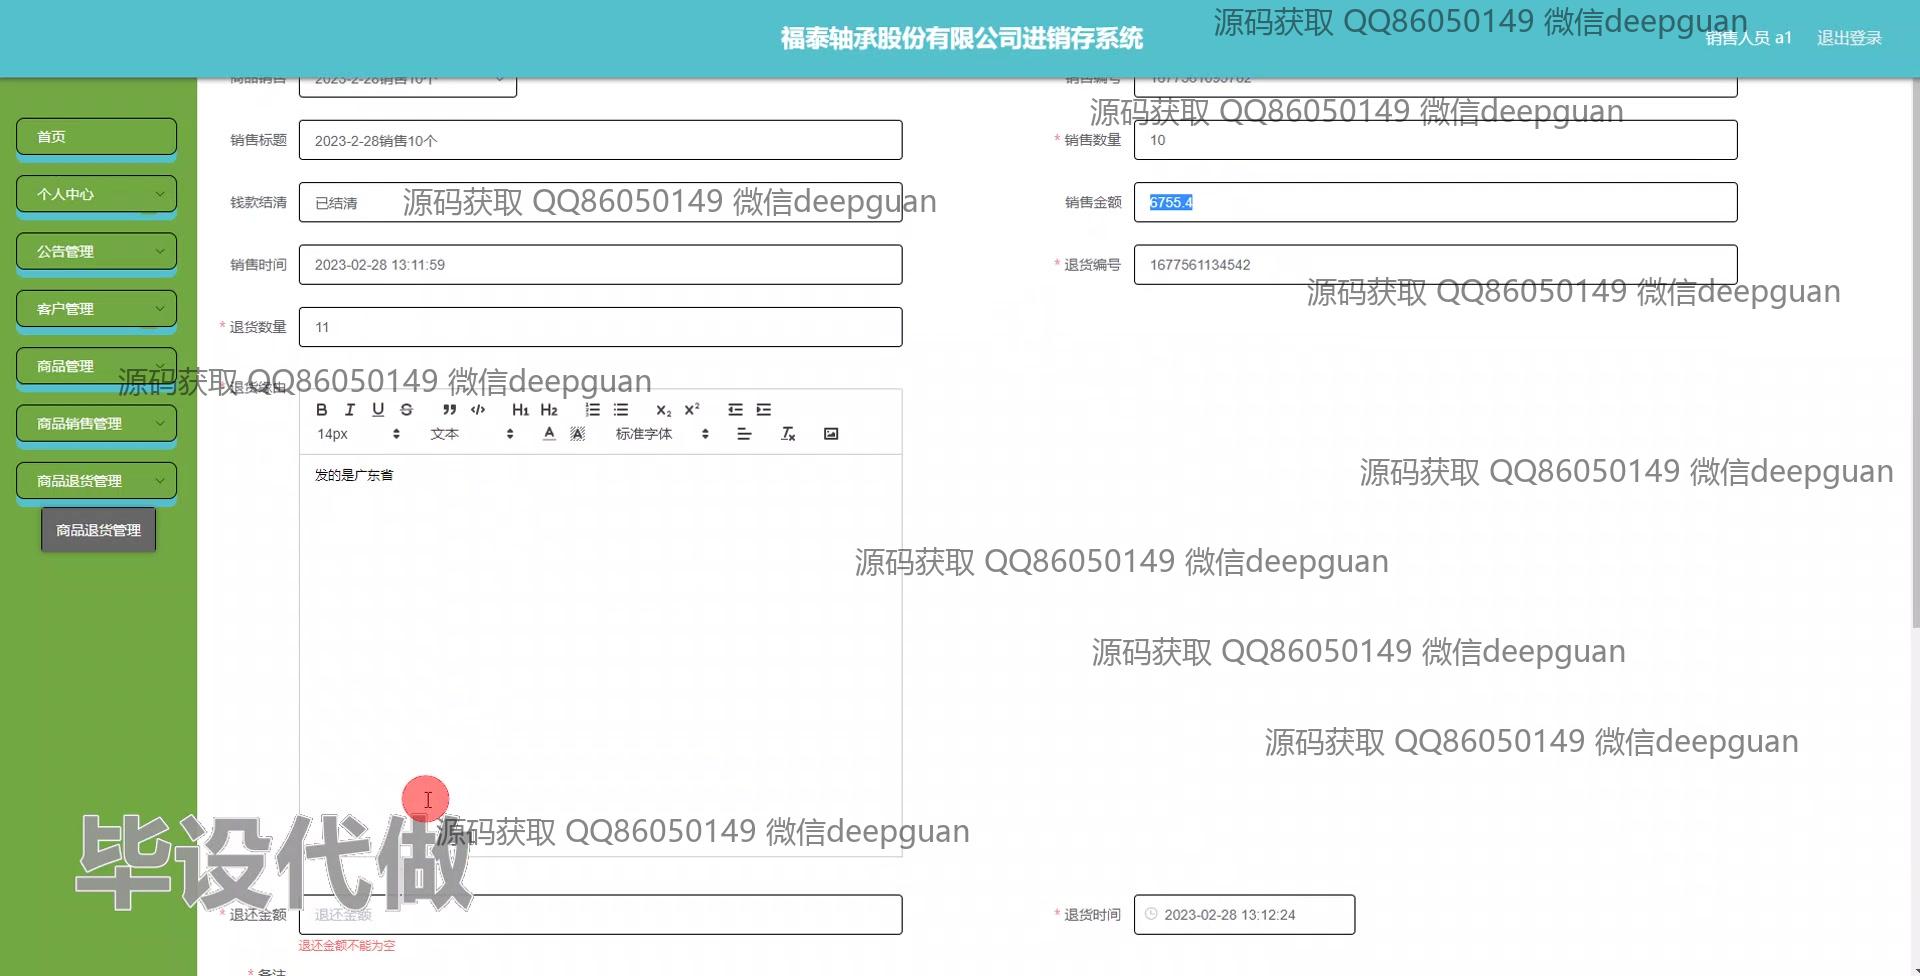 福泰轴承股份有限公司进销存系统
源码获取 QQ86050149 微信deepguan
销售人员 a1
退出登录
商品销售
2023-2-28销售10个
销售编号
1677561095762
源码获取 QQ86050149 微信deepguan
首页
销售标题
2023-2-28销售10个
* 销售数量
10
个人中心
钱款结清
已结清
源码获取 QQ86050149 微信deepguan
销售金额
6755.4
公告管理
销售时间
2023-02-28 13:11:59
* 退货编号
1677561134542
源码获取 QQ86050149 微信deepguan
客户管理
* 退货数量
11
商品管理
源码获取 QQ86050149 微信deepguan
* 退货缘由
B I U S ” </> H1 H2 X2 X2
商品销售管理
14px
文本
A
A
标准字体
Tx
商品退货管理
发的是广东省
源码获取 QQ86050149 微信deepguan
商品退货管理
源码获取 QQ86050149 微信deepguan
源码获取 QQ86050149 微信deepguan
源码获取 QQ86050149 微信deepguan
毕设代做
源码获取 QQ86050149 微信deepguan
* 退还金额
退还金额
* 退货时间
2023-02-28 13:12:24
退还金额不能为空
* 备注